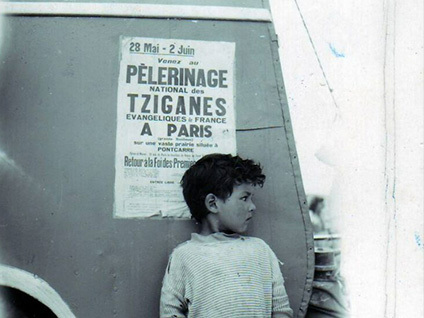 28 Mai - 2 Juin
Venez au
PÈLERINAGE
NATIONAL des
TZIGANES
EVANGELIQUES de FRANCE
A PARIS
sur une vaste prairie située à
PONTCARRE
Retour à la Foi des Premiers